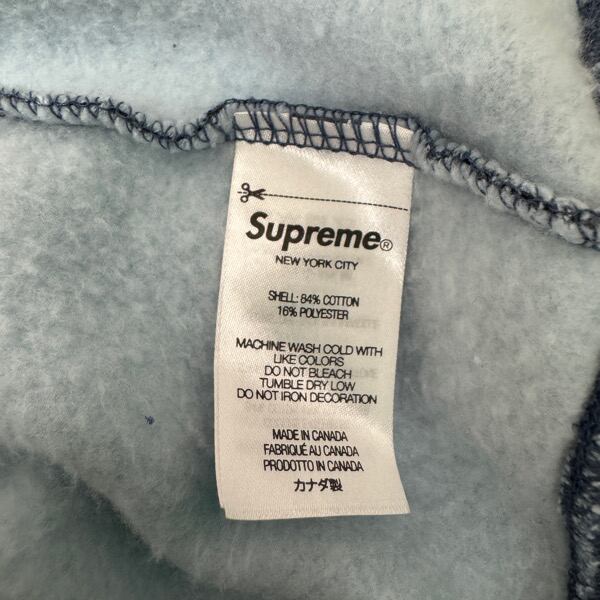 Supreme®
NEW YORK CITY
SHELL: 84% COTTON
16% POLYESTER
MACHINE WASH COLD WITH
LIKE COLORS
DO NOT BLEACH
TUMBLE DRY LOW
DO NOT IRON DECORATION
MADE IN CANADA
FABRIQUÉ AU CANADA
PRODOTTO IN CANADA
カナダ製